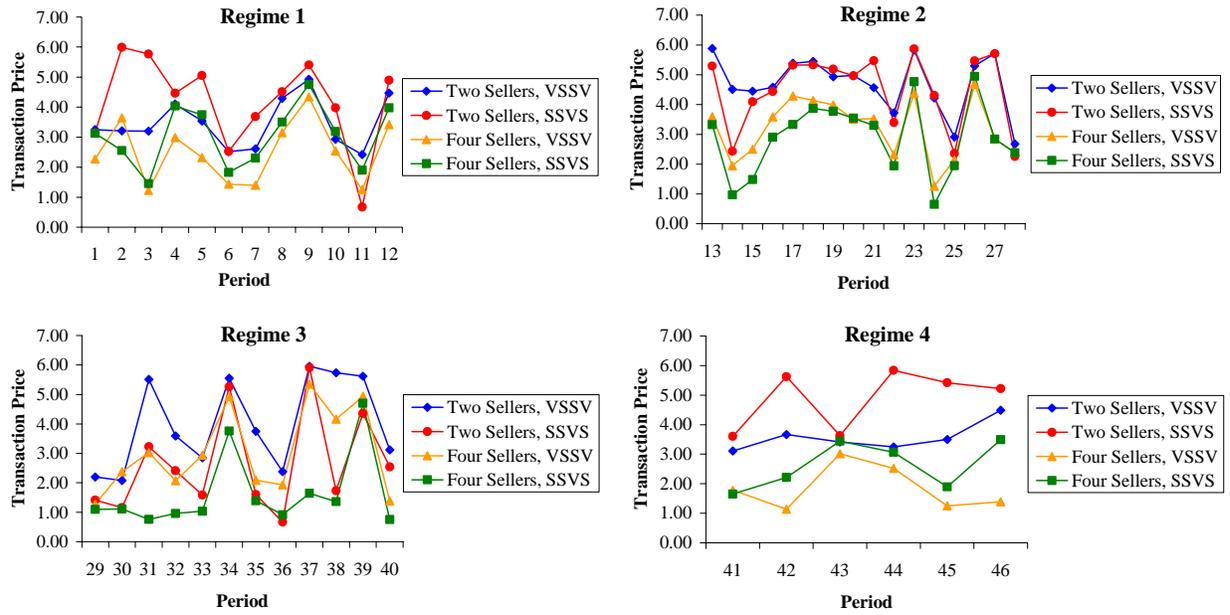 Regime 1
Transaction Price
7.00
6.00
5.00
4.00
3.00
2.00
1.00
0.00
1 2 3 4 5 6 7 8 9 10 11 12
Period
Two Sellers, VSSV
Two Sellers, SSVS
Four Sellers, VSSV
Four Sellers, SSVS
Regime 2
Transaction Price
7.00
6.00
5.00
4.00
3.00
2.00
1.00
0.00
13 15 17 19 21 23 25 27
Period
Two Sellers, VSSV
Two Sellers, SSVS
Four Sellers, VSSV
Four Sellers, SSVS
Regime 3
Transaction Price
7.00
6.00
5.00
4.00
3.00
2.00
1.00
0.00
29 30 31 32 33 34 35 36 37 38 39 40
Period
Two Sellers, VSSV
Two Sellers, SSVS
Four Sellers, VSSV
Four Sellers, SSVS
Regime 4
Transaction Price
7.00
6.00
5.00
4.00
3.00
2.00
1.00
0.00
41 42 43 44 45 46
Period
Two Sellers, VSSV
Two Sellers, SSVS
Four Sellers, VSSV
Four Sellers, SSVS